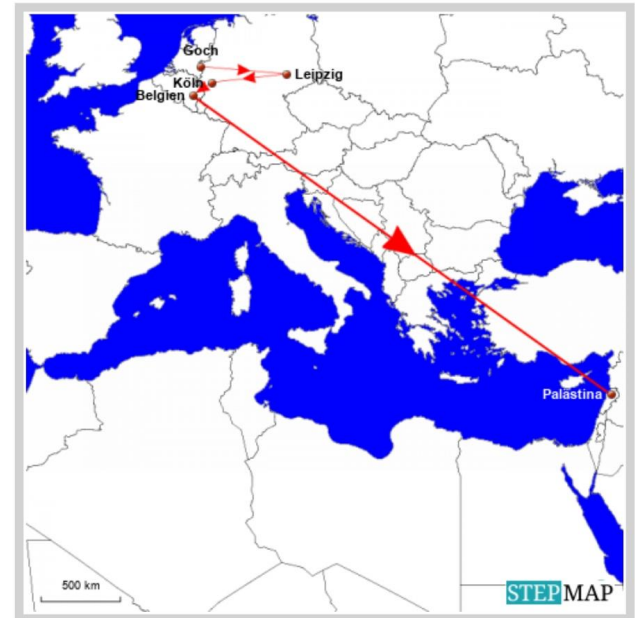 Goch
Leipzig
Köln
Belgien
Palästina
500 km
STEPMAP